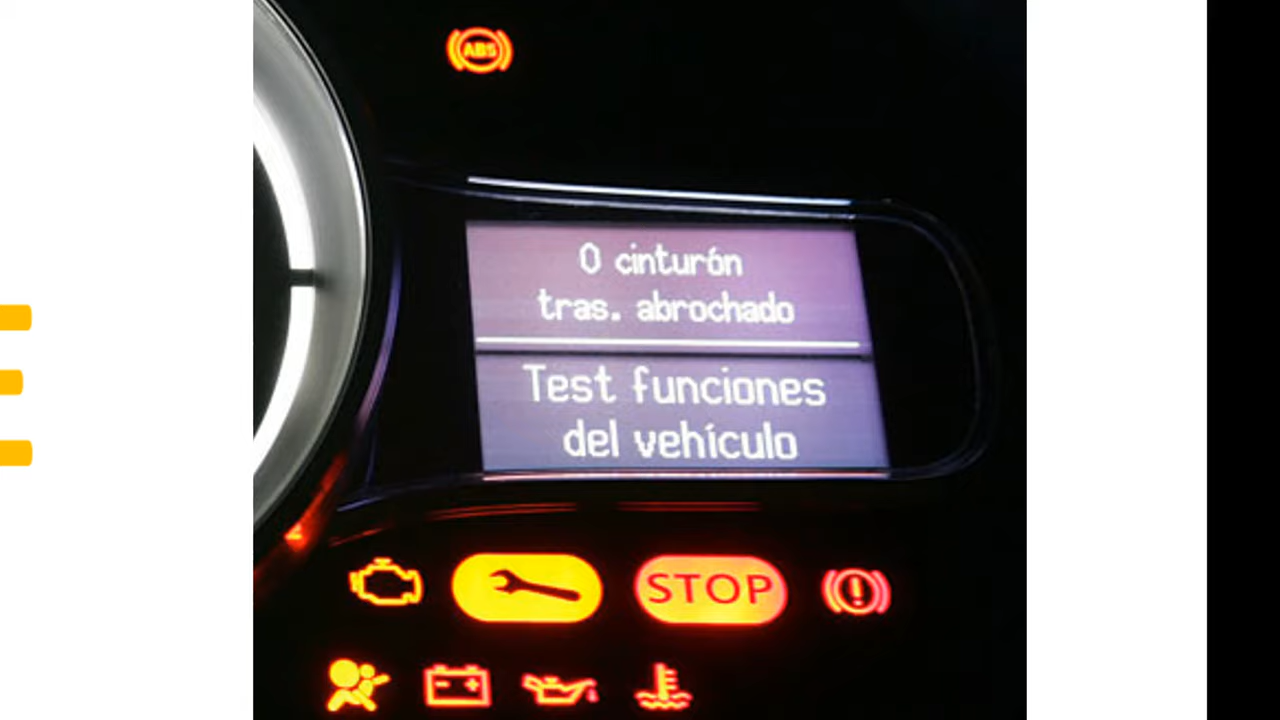 ABS
0 cinturón
tras. abrochado
Test funciones
del vehículo
STOP